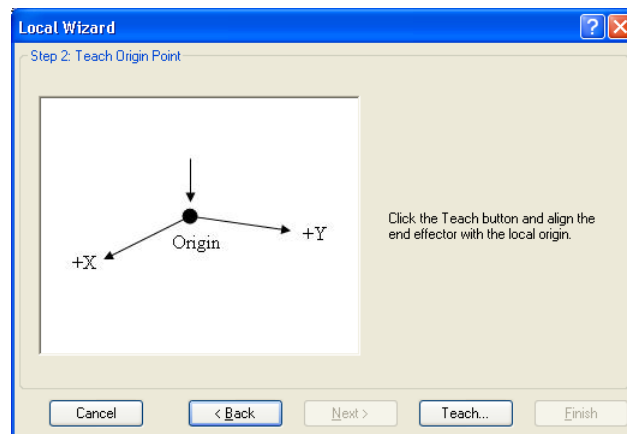 Local Wizard
Step 2: Teach Origin Point
+X
Origin
+Y
Click the Teach button and align the
end effector with the local origin.
Cancel
< Back
Next >
Teach...
Finish